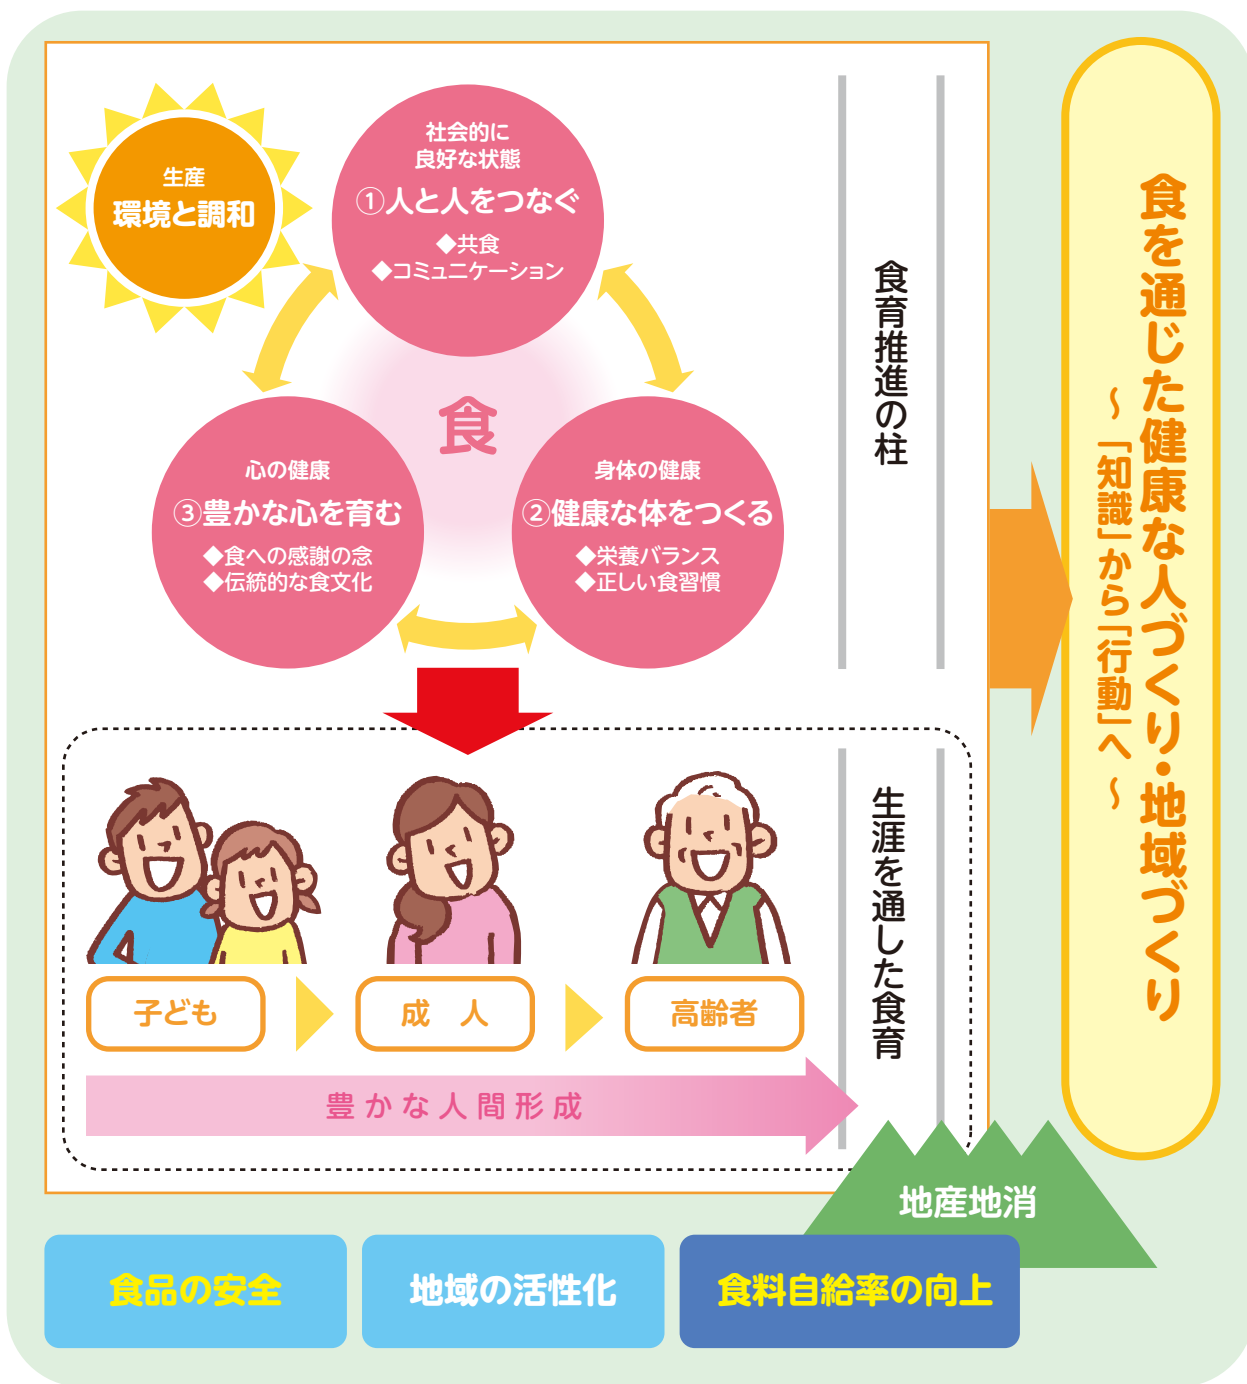 生産
環境と調和
社会的に
良好な状態
①人と人をつなぐ
◆共食
◆コミュニケーション
食
心の健康
③豊かな心を育む
◆食への感謝の念
◆伝統的な食文化
身体の健康
②健康な体をつくる
◆栄養バランス
◆正しい食習慣
食育推進の柱
子ども
成　人
高齢者
豊かな人間形成
生涯を通した食育
食を通じた健康な人づくり・地域づくり
～「知識」から「行動」へ～
地産地消
食品の安全
地域の活性化
食料自給率の向上